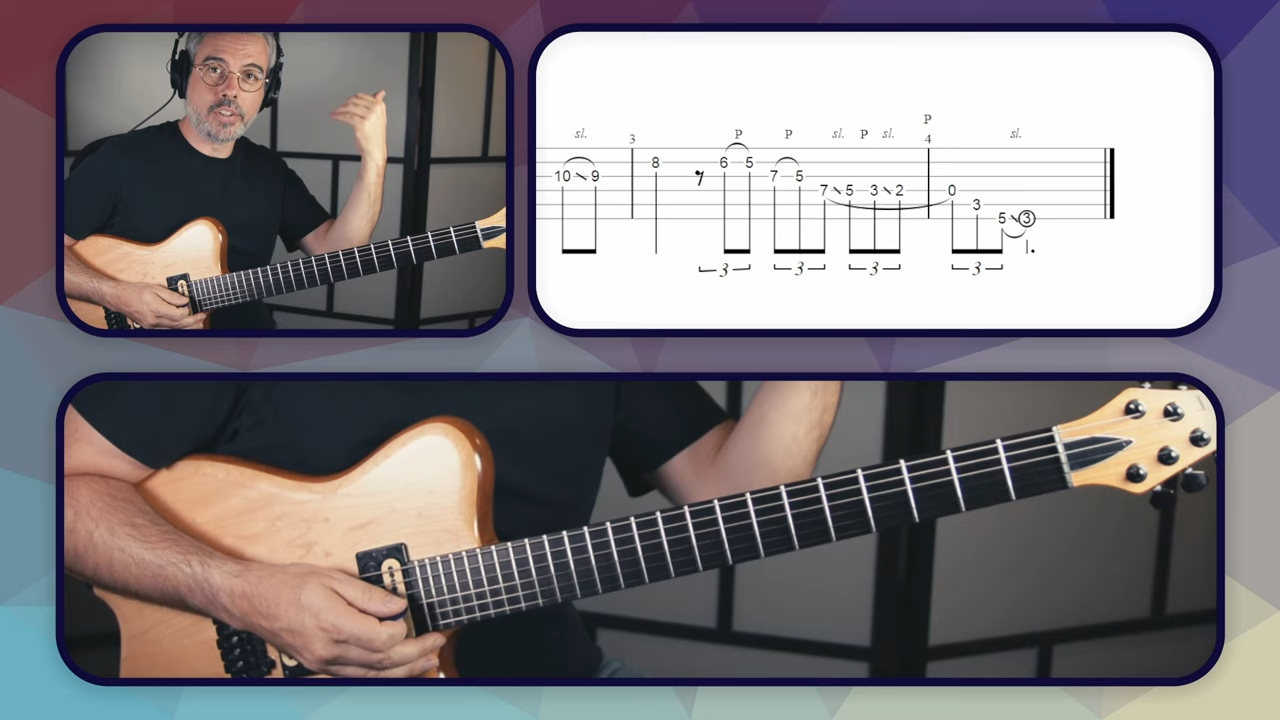 P
sl. 3 P P sl. P sl. 4 sl.
8 6 5
10 9 7 5
7 5 3 2 0
3
5 3
3 3 3 3